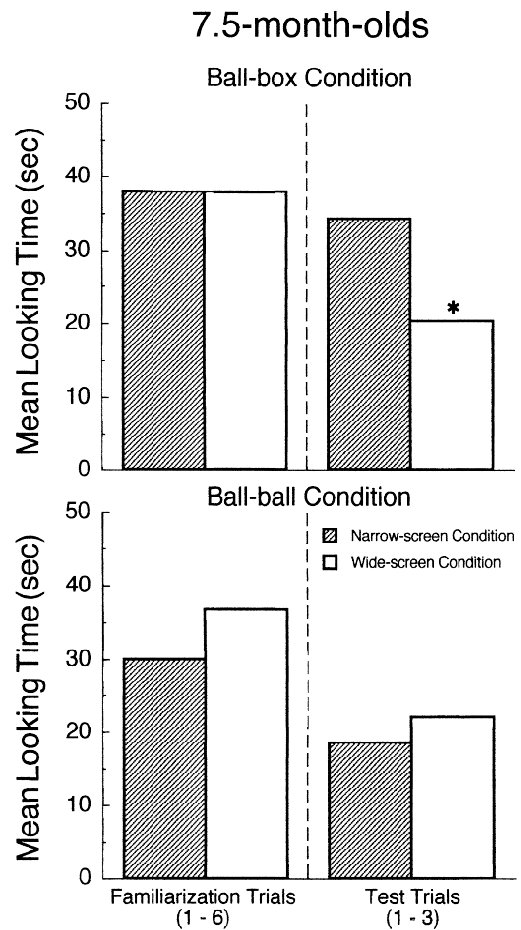 7.5-month-olds
Ball-box Condition
Mean Looking Time (sec)
50
40
30
20
10
0
*
Ball-ball Condition
Mean Looking Time (sec)
50
40
30
20
10
0
Narrow-screen Condition
Wide-screen Condition
Familiarization Trials
(1 - 6)
Test Trials
(1 - 3)